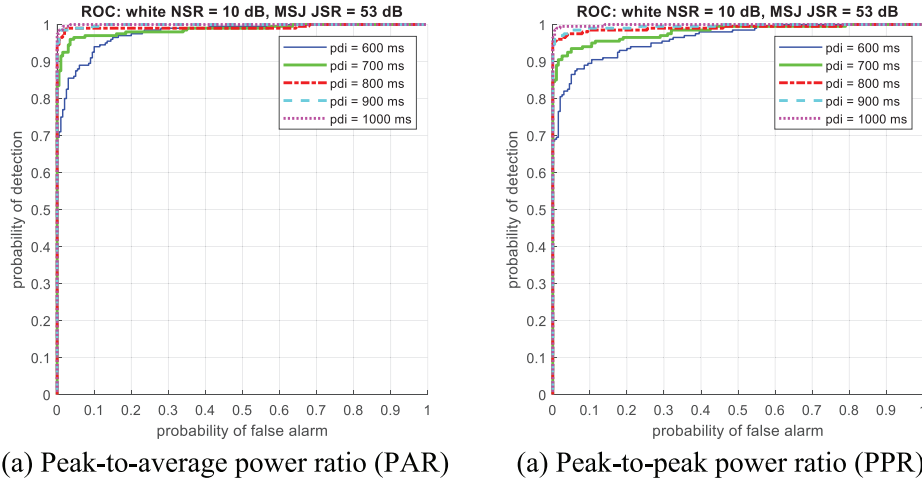 ROC: white NSR = 10 dB, MSJ JSR = 53 dB
1
0.9
0.8
0.7
0.6
0.5
0.4
0.3
0.2
0.1
0
probability of detection
pdi = 600 ms
pdi = 700 ms
pdi = 800 ms
pdi = 900 ms
pdi = 1000 ms
0 0.1 0.2 0.3 0.4 0.5 0.6 0.7 0.8 0.9 1
probability of false alarm
(a) Peak-to-average power ratio (PAR)
ROC: white NSR = 10 dB, MSJ JSR = 53 dB
1
0.9
0.8
0.7
0.6
0.5
0.4
0.3
0.2
0.1
0
probability of detection
pdi = 600 ms
pdi = 700 ms
pdi = 800 ms
pdi = 900 ms
pdi = 1000 ms
0 0.1 0.2 0.3 0.4 0.5 0.6 0.7 0.8 0.9 1
probability of false alarm
(a) Peak-to-peak power ratio (PPR)